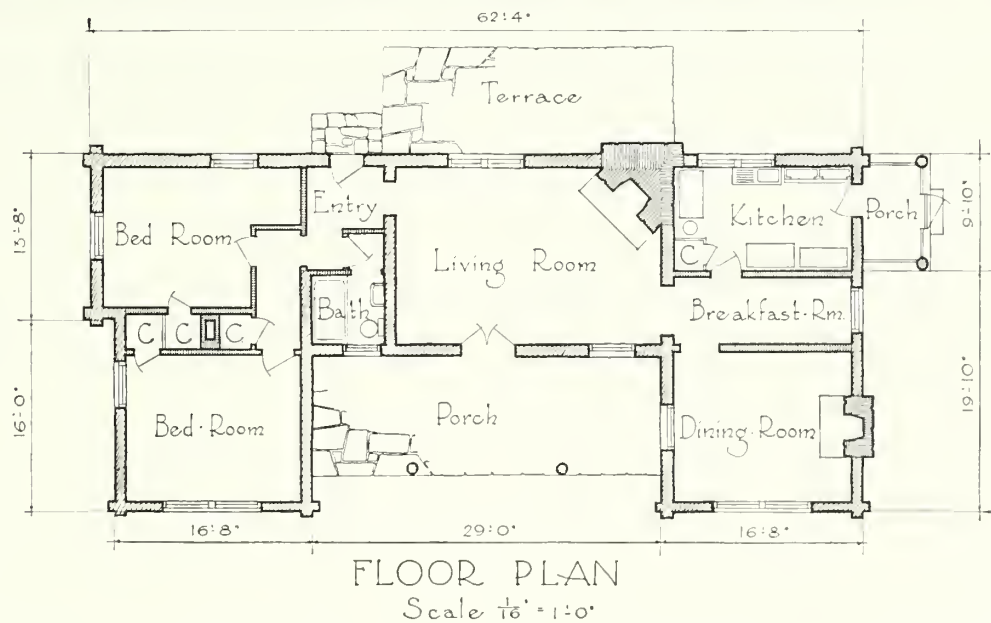 62'-4"
Terrace
Entry
Bed Room
Kitchen
Porch
13'-8"
9'-10"
Living Room
C
Bath
Breakfast-Rm.
C
C
C
Porch
Bed-Room
Dining-Room
16'-0"
19'-10"
16'-8"
29'-0"
16'-8"
FLOOR PLAN
Scale 1/16" = 1'-0"